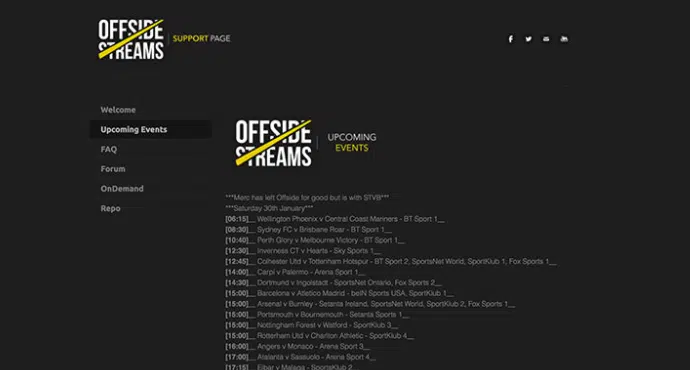 OFFSIDE
STREAMS
SUPPORT PAGE
Welcome
Upcoming Events
FAQ
Forum
OnDemand
Repo
OFFSIDE
STREAMS
UPCOMING
EVENTS
***Merc has left Offside for good but is with STVB***
***Saturday 30th January***
[06:15]__ Wellington Phoenix v Central Coast Mariners - BT Sport 1__
[08:30]__ Sydney FC v Brisbane Roar - BT Sport 1__
[10:40]__ Perth Glory v Melbourne Victory - BT Sport 1__
[12:30]__ Inverness CT v Hearts - Sky Sports 1__
[12:45]__ Colhester Utd v Tottenham Hotspur - BT Sport 2, SportsNet World, SportKlub 1, Fox Sports 1__
[14:00]__ Carpi v Palermo - Arena Sport 1__
[14:30]__ Dortmund v Ingolstadt - SportsNet Ontario, Fox Sports 2__
[15:00]__ Barcelona v Atletico Madrid - beIN Sports USA, SportKlub 1__
[15:00]__ Arsenal v Burnley - Setanta Ireland, SportsNet World, SportKlub 2, Fox Sports 1__
[15:00]__ Portsmouth v Bournemouth - Setanta Sports 1__
[15:00]__ Nottingham Forest v Watford - SportKlub 3__
[15:00]__ Rotherham Utd v Charlton Athletic - SportKlub 4__
[16:00]__ Angers v Monaco - Arena Sport 3__
[17:00]__ Atalanta v Sassuolo - Arena Sport 4__
[17:15]__ Eibar v Malaga - SportsKlub 2__